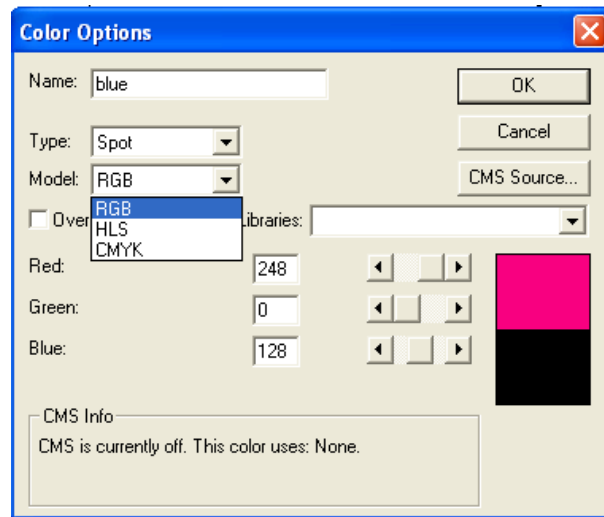 Color Options
Name: blue
OK
Type: Spot
Cancel
Model: RGB
CMS Source...
RGB
HLS
CMYK
Over
Libraries:
Red: 248
Green: 0
Blue: 128
CMS Info
CMS is currently off. This color uses: None.